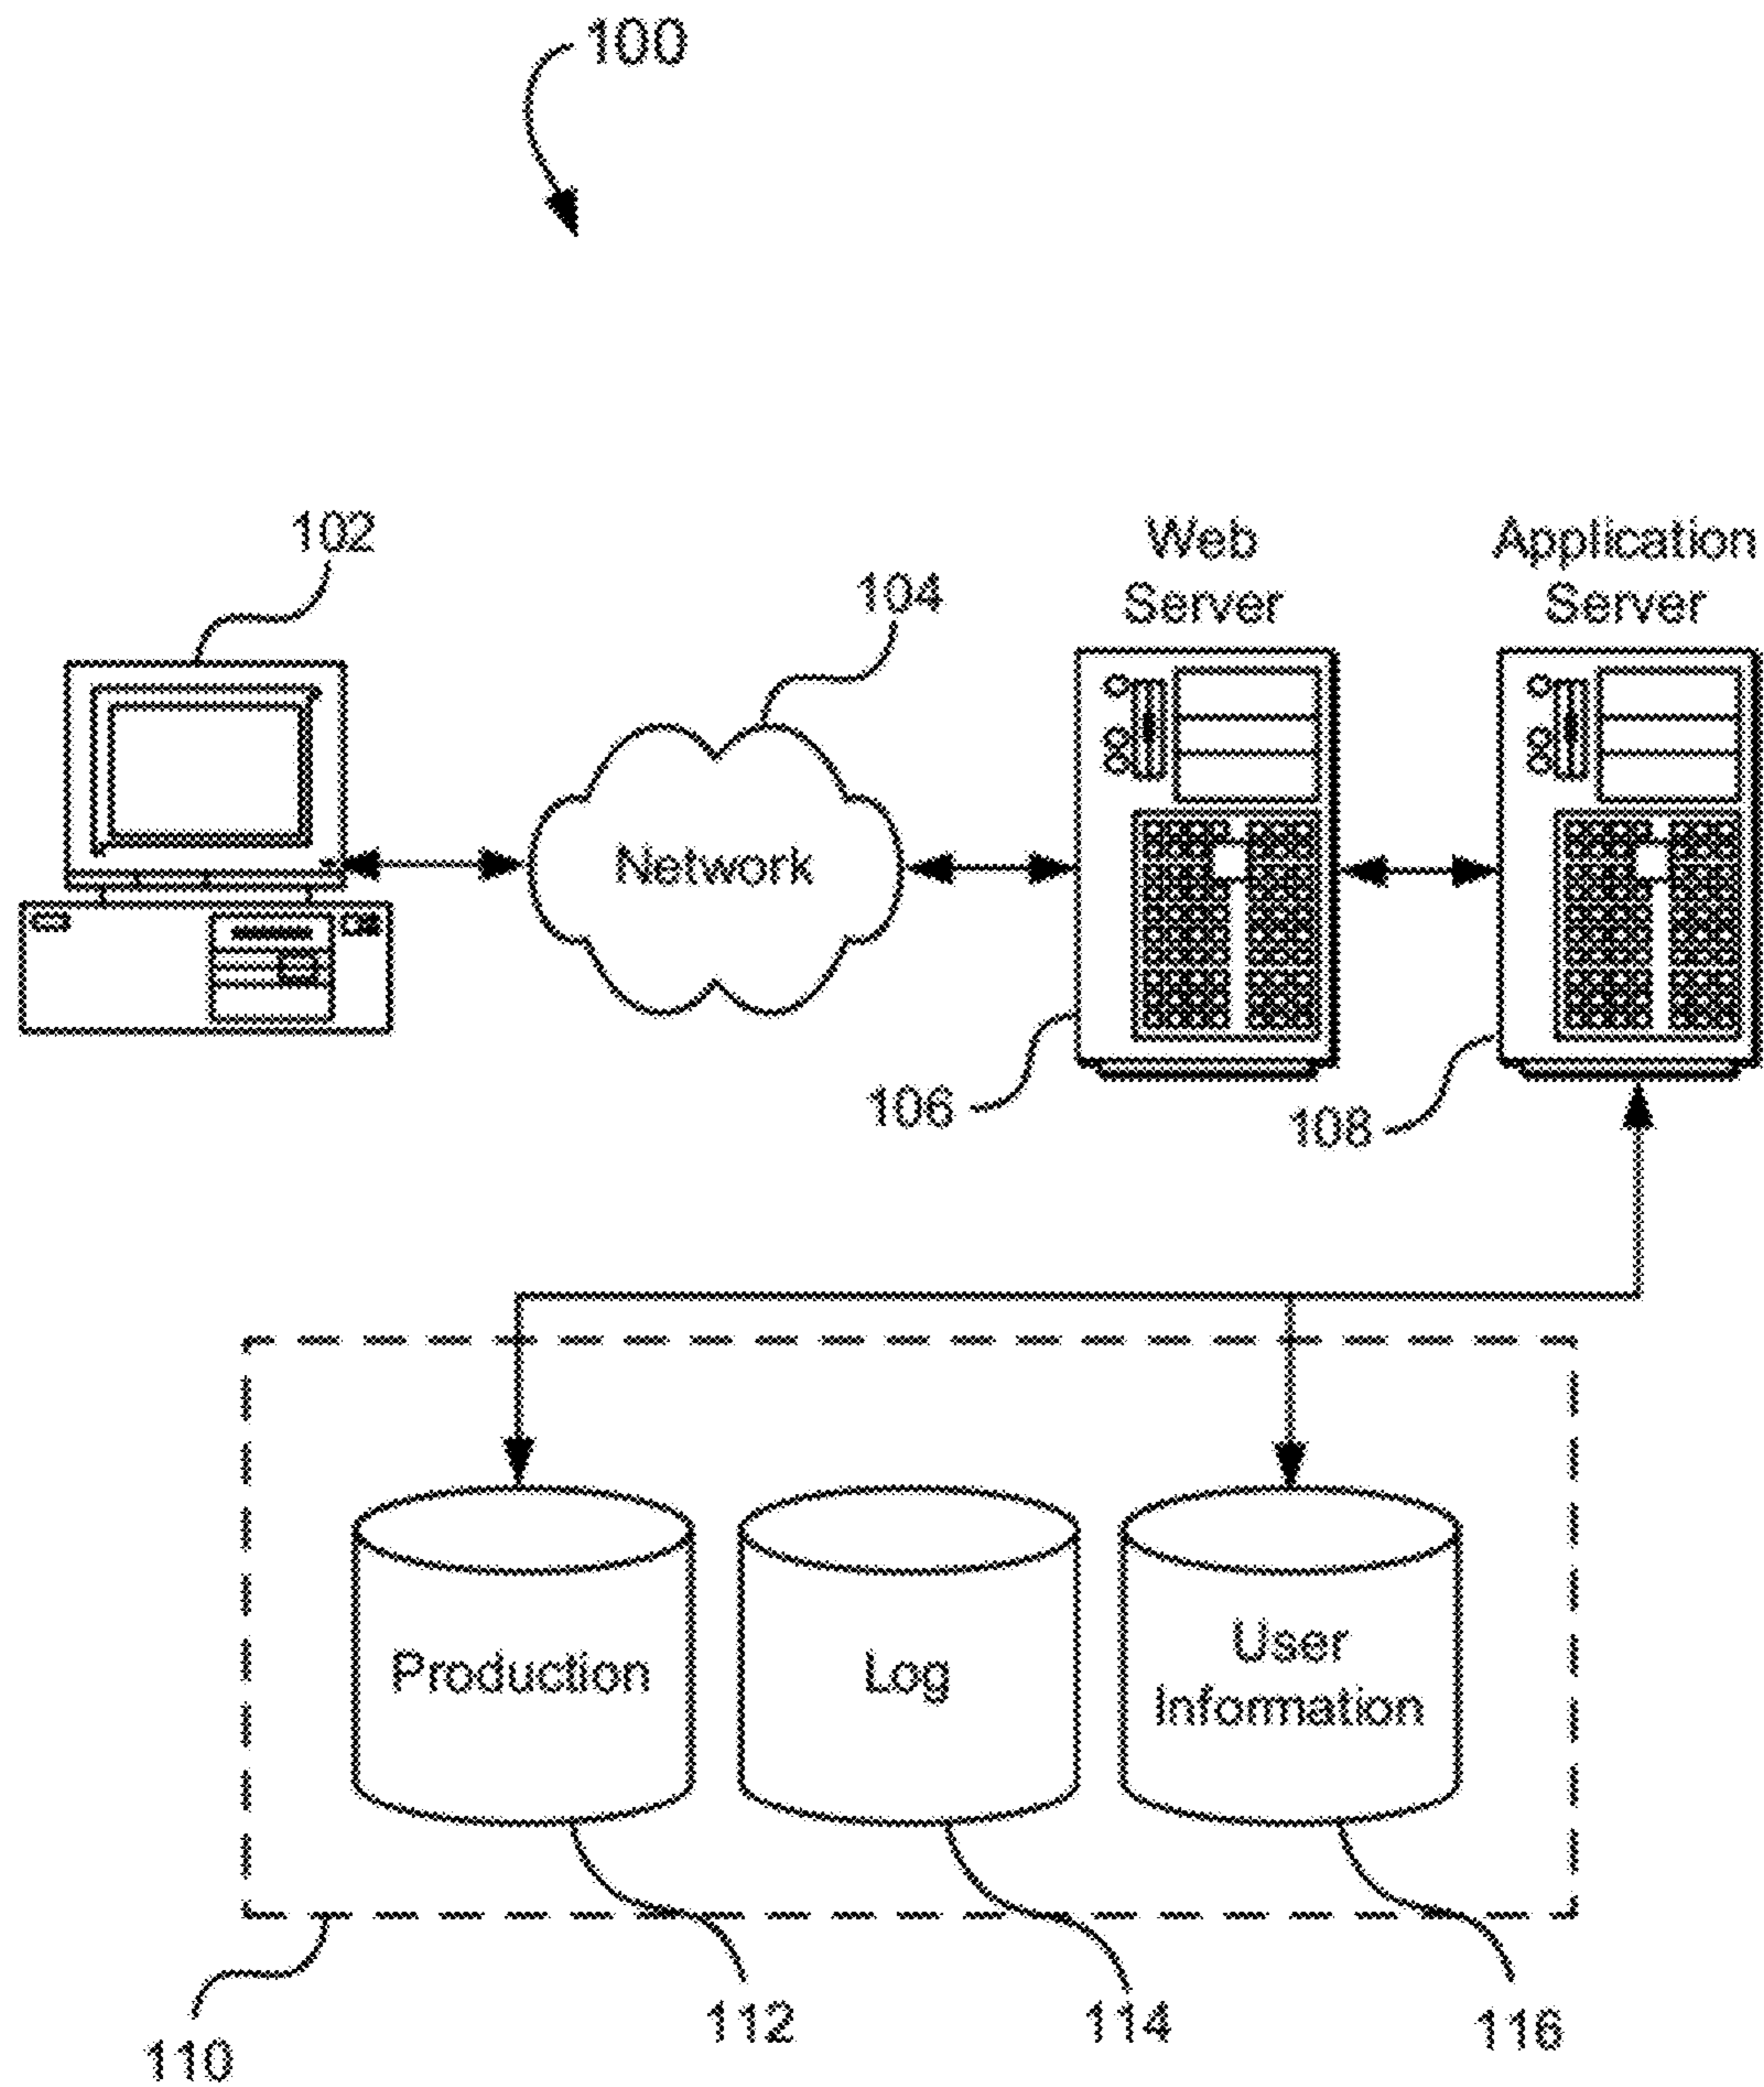 100
102
104
Web
Server
Application
Server
Network
106
108
Production
Log
User
Information
110
112
114
116